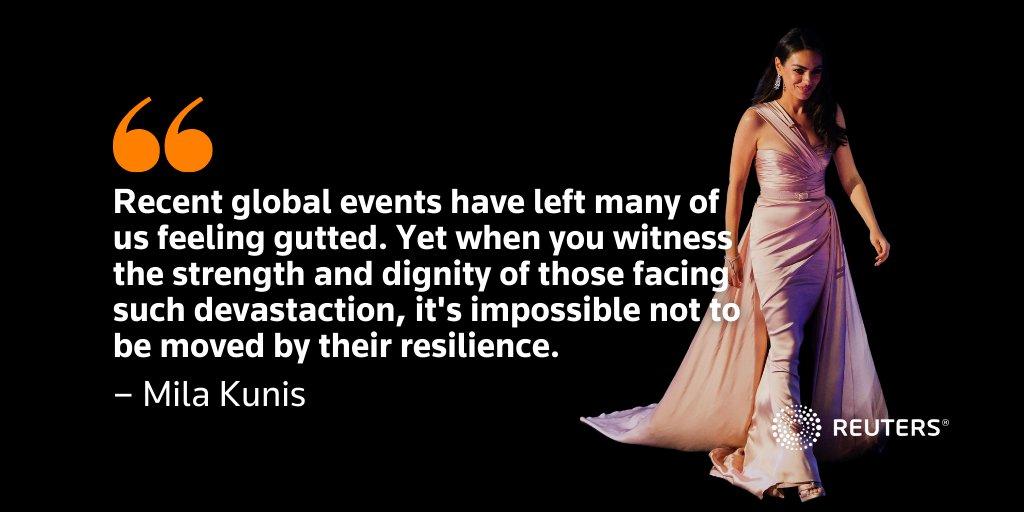 Recent global events have left many of
us feeling gutted. Yet when you witness
the strength and dignity of those facing
such devastaction, it's impossible not to
be moved by their resilience.
– Mila Kunis
REUTERS®